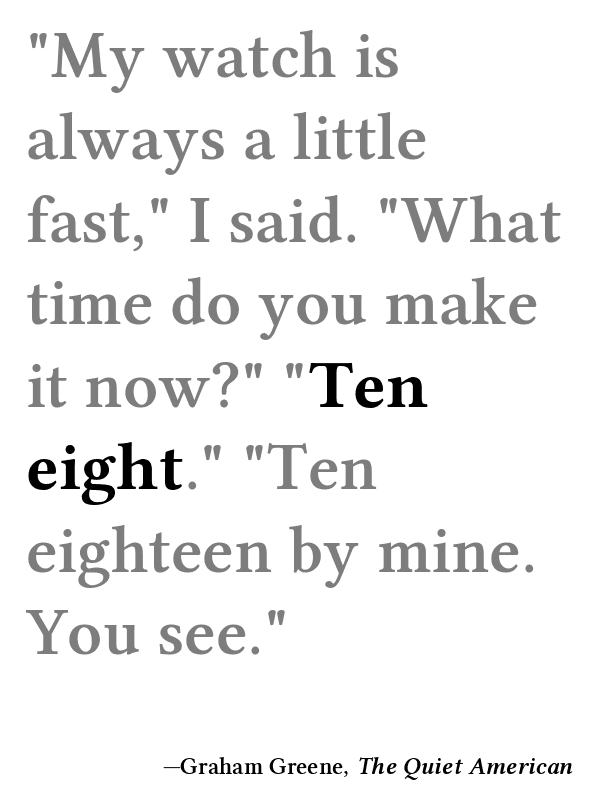 "My watch is
always a little
fast," I said. "What
time do you make
it now?" "Ten
eight." "Ten
eighteen by mine.
You see."
—Graham Greene, The Quiet American